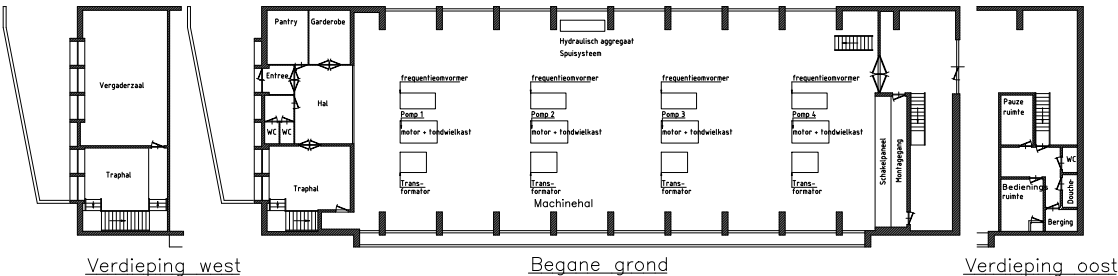 Vergaderzaal
Traphal
Verdieping west
Pantry
Garderobe
Entree
Hal
WC
WC
Traphal
Hydraulisch aggregaat
Spuisysteem
frequentieomvormer
Pomp 1
motor + tandwielkast
Trans-
formator
frequentieomvormer
Pomp 2
motor + tandwielkast
Trans-
formator
frequentieomvormer
Pomp 3
motor + tandwielkast
Trans-
formator
frequentieomvormer
Pomp 4
motor + tandwielkast
Trans-
formator
Machinehal
Schakelpaneel
Montagegang
Begane grond
Pauze
ruimte
WC
Bedienings
ruimte
Douche
Berging
Verdieping oost